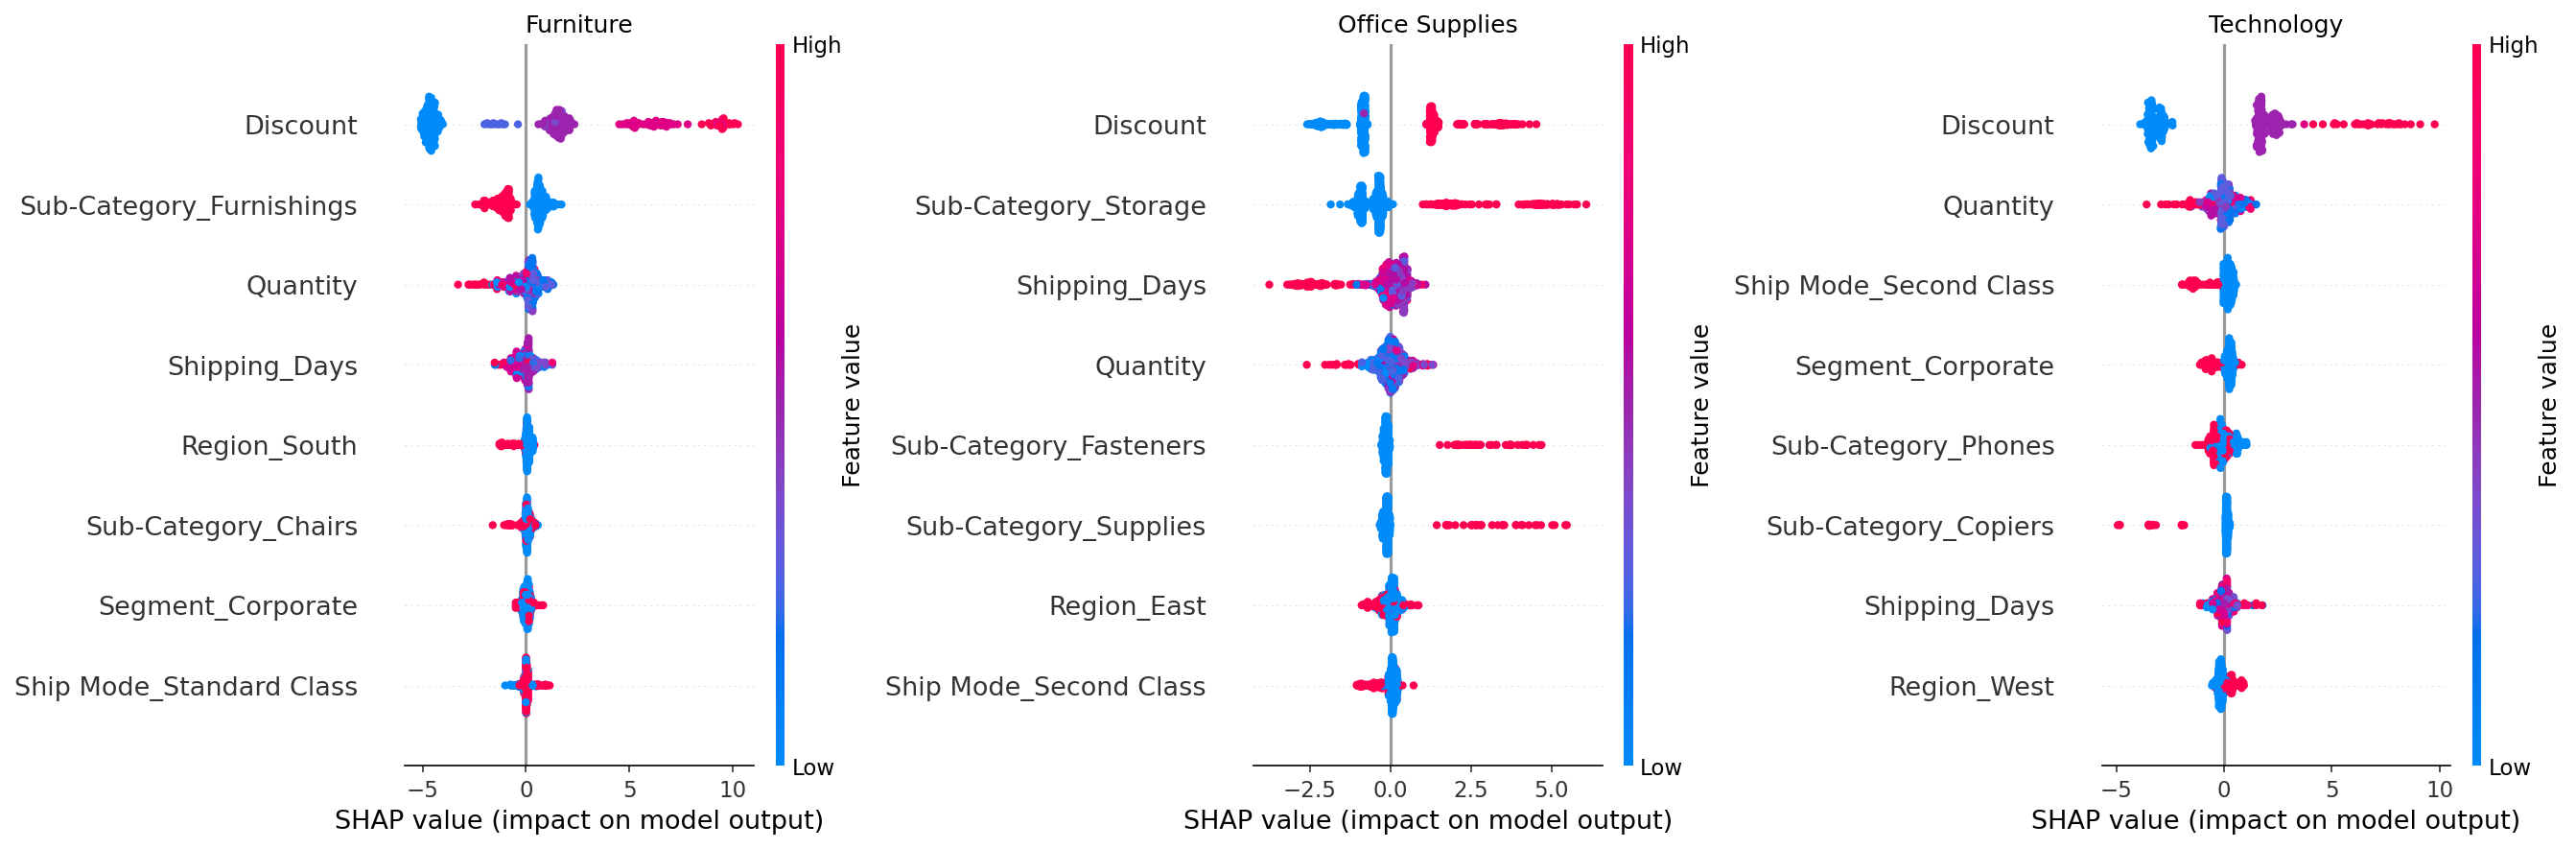 Furniture
High
Discount
Sub-Category_Furnishings
Quantity
Shipping_Days
Region_South
Sub-Category_Chairs
Segment_Corporate
Ship Mode_Standard Class
Low
Feature value
−5 0 5 10
SHAP value (impact on model output)
Office Supplies
High
Discount
Sub-Category_Storage
Shipping_Days
Quantity
Sub-Category_Fasteners
Sub-Category_Supplies
Region_East
Ship Mode_Second Class
Low
Feature value
−2.5 0.0 2.5 5.0
SHAP value (impact on model output)
Technology
High
Discount
Quantity
Ship Mode_Second Class
Segment_Corporate
Sub-Category_Phones
Sub-Category_Copiers
Shipping_Days
Region_West
Low
Feature value
−5 0 5 10
SHAP value (impact on model output)